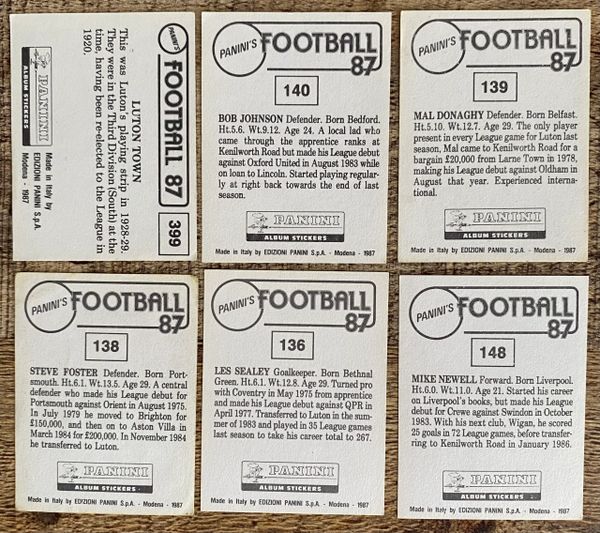 PANINI'S FOOTBALL 87
399
LUTON TOWN
This was Luton's playing strip in 1928-29.
They were in the Third Division (South) at the
time, having been re-elected to the League in
1920.
PANINI
ALBUM STICKERS
Made in Italy by
EDIZIONI PANINI S.p.A.
Modena - 1987
PANINI'S FOOTBALL
87
140
BOB JOHNSON Defender. Born Bedford.
Ht.5.6. Wt.9.12. Age 24. A local lad who
came through the apprentice ranks at
Kenilworth Road but made his League debut
against Oxford United in August 1983 while
on loan to Lincoln. Started playing regular-
ly at right back towards the end of last
season.
PANINI
ALBUM STICKERS
Made in Italy by EDIZIONI PANINI S.p.A. - Modena - 1987
PANINI'S FOOTBALL
87
139
MAL DONAGHY Defender. Born Belfast.
Ht.5.10. Wt.12.7. Age 29. The only player
present in every League game for Luton last
season, Mal came to Kenilworth Road for a
bargain £20,000 from Larne Town in 1978,
making his League debut against Oldham in
August that year. Experienced interna-
tional.
PANINI
ALBUM STICKERS
Made in Italy by EDIZIONI PANINI S.p.A. - Modena - 1987
PANINI'S FOOTBALL
87
138
STEVE FOSTER Defender. Born Port-
smouth. Ht.6.1. Wt.13.5. Age 29. A central
defender who made his League debut for
Portsmouth against Orient in August 1975.
In July 1979 he moved to Brighton for
£150,000, and then on to Aston Villa in
March 1984 for £200,000. In November 1984
he transferred to Luton.
PANINI
ALBUM STICKERS
Made in Italy by EDIZIONI PANINI S.p.A. - Modena - 1987
PANINI'S FOOTBALL
87
136
LES SEALEY Goalkeeper. Born Bethnal
Green. Ht.6.1. Wt.12.8. Age 29. Turned pro
with Coventry in May 1975 from apprentice
and made his League debut against QPR in
April 1977. Transferred to Luton in the sum-
mer of 1983 and played in 35 League games
last season to take his career total to 267.
PANINI
ALBUM STICKERS
Made in Italy by EDIZIONI PANINI S.p.A. - Modena - 1987
PANINI'S FOOTBALL
87
148
MIKE NEWELL Forward. Born Liverpool.
Ht.6.0. Wt.11.0. Age 21. Started his career
on Liverpool's books, but made his League
debut for Crewe against Swindon in October
1983. With his next club, Wigan, he scored
25 goals in 72 League games, before transfer-
ring to Kenilworth Road in January 1986.
PANINI
ALBUM STICKERS
Made in Italy by EDIZIONI PANINI S.p.A. - Modena - 1987